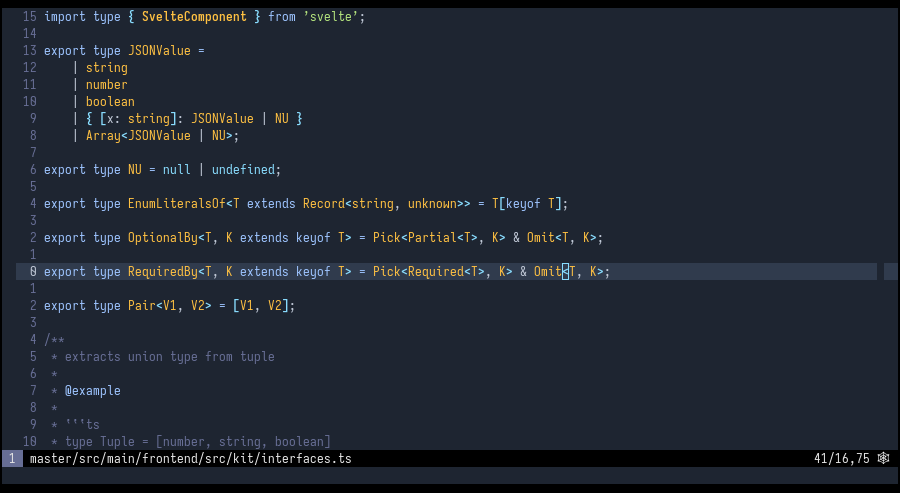 15 import type { SvelteComponent } from 'svelte';
14
13 export type JSONValue =
12     | string
11     | number
10     | boolean
9     | { [x: string]: JSONValue | NU }
8     | Array<JSONValue | NU>;
7
6 export type NU = null | undefined;
5
4 export type EnumLiteralsOf<T extends Record<string, unknown>> = T[keyof T];
3
2 export type OptionalBy<T, K extends keyof T> = Pick<Partial<T>, K> & Omit<T, K>;
1
0 export type RequiredBy<T, K extends keyof T> = Pick<Required<T>, K> & Omit<T, K>;
1
2 export type Pair<V1, V2> = [V1, V2];
3
4 /**
5  * extracts union type from tuple
6  *
7  * @example
8  *
9  * ```ts
10  * type Tuple = [number, string, boolean]
1 master/src/main/frontend/src/kit/interfaces.ts 41/16,75